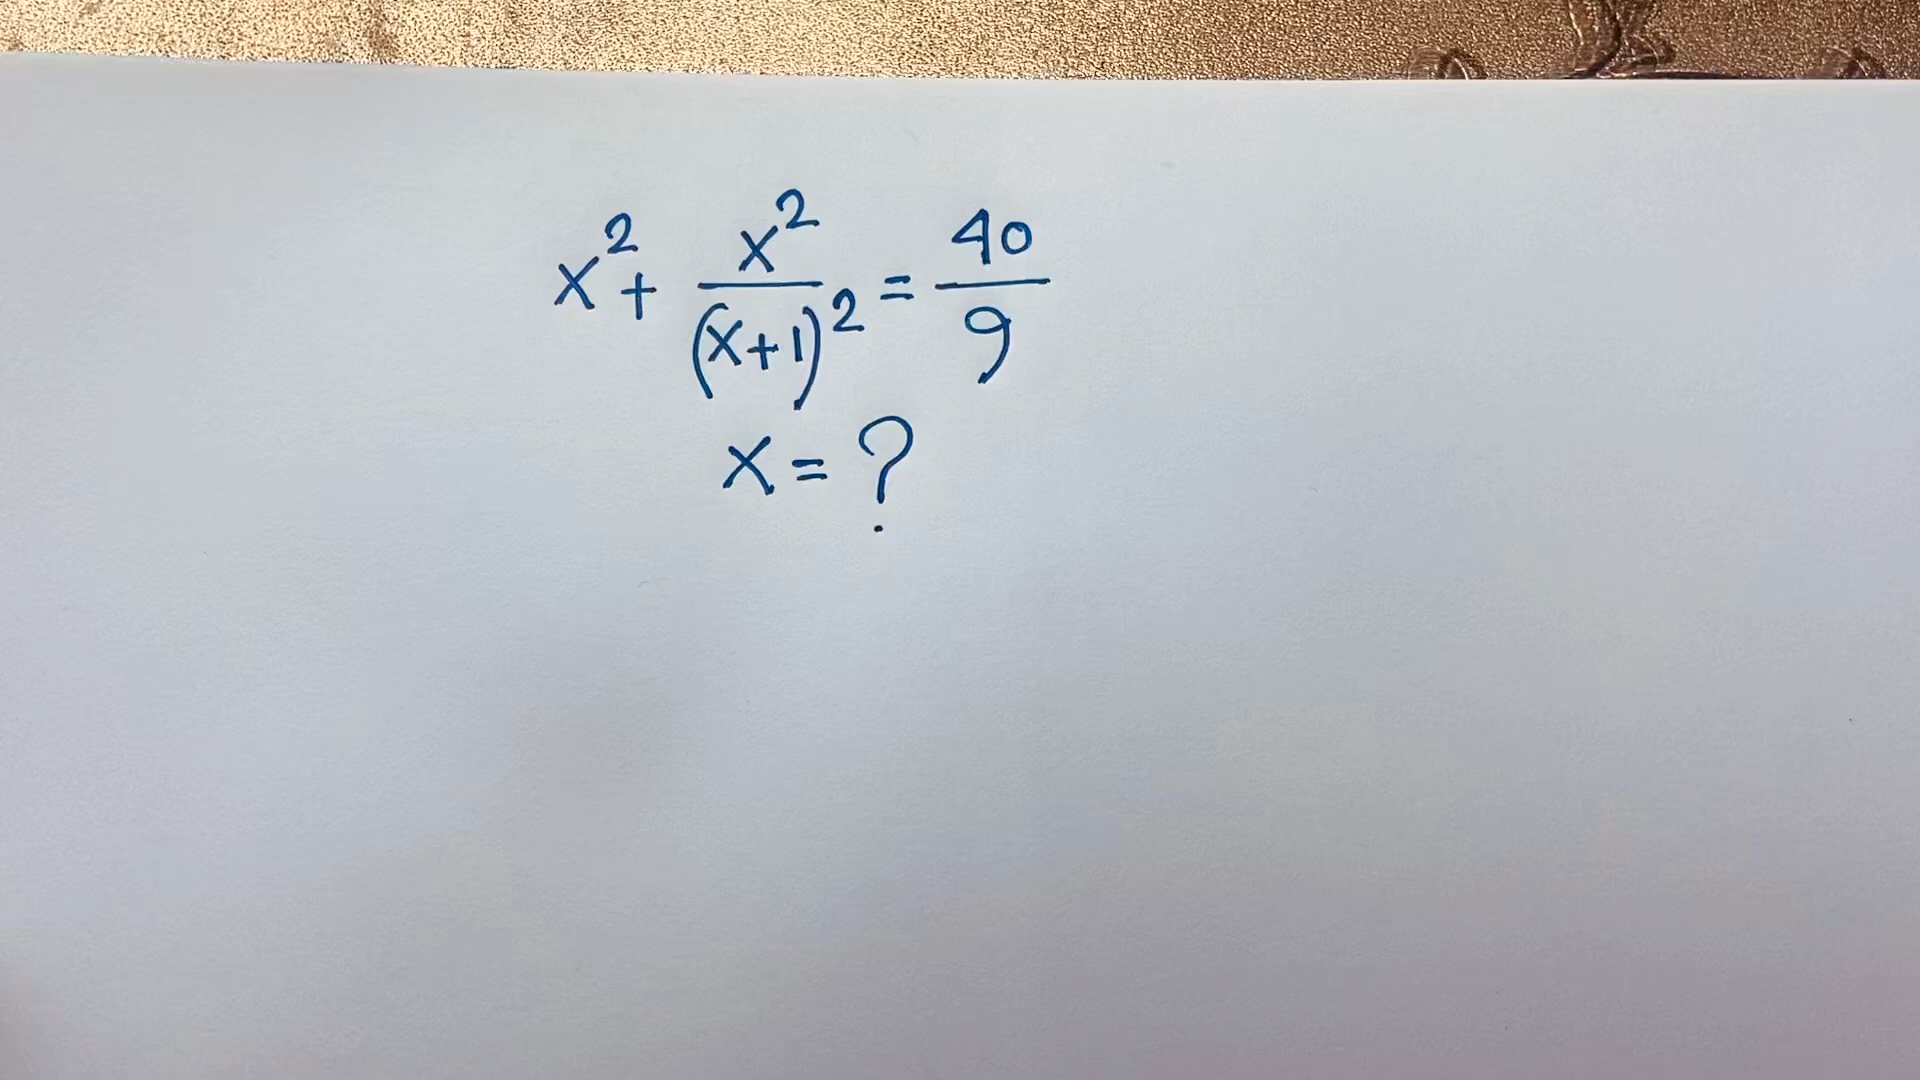 x² + x²/(x+1)² = 40/9
x = ?